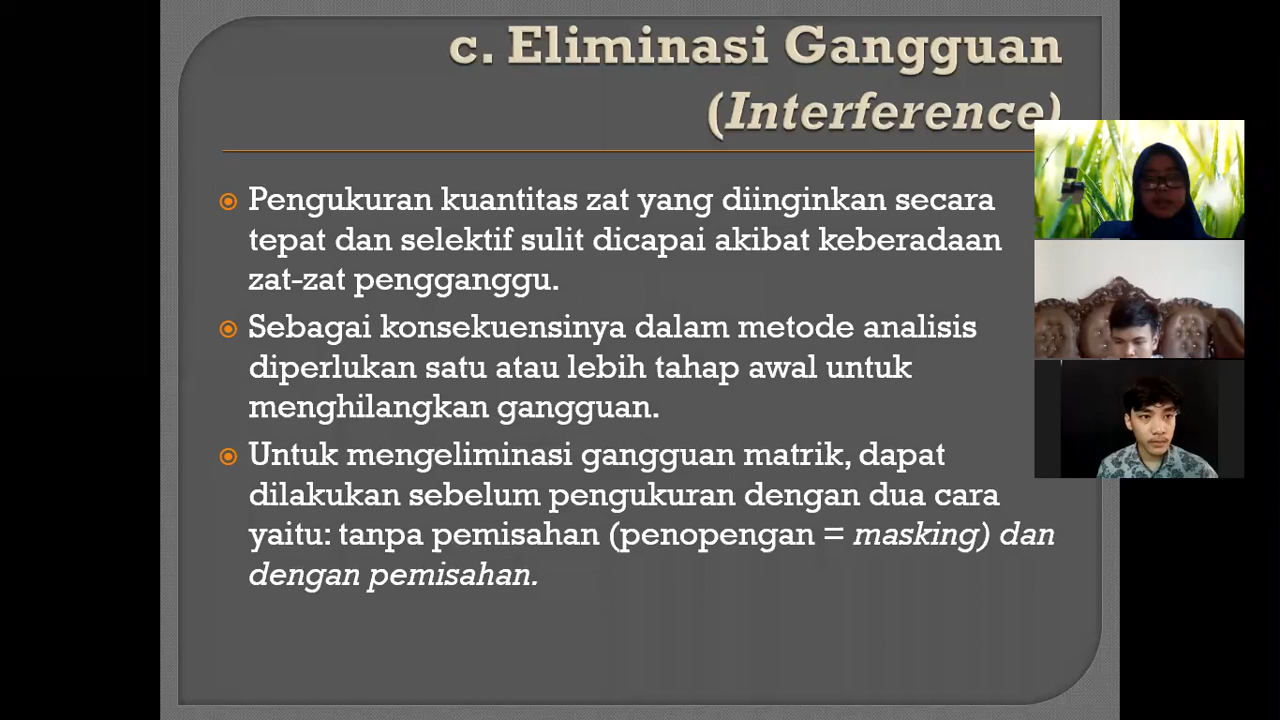 c. Eliminasi Gangguan
(Interference)
Pengukuran kuantitas zat yang diinginkan secara
tepat dan selektif sulit dicapai akibat keberadaan
zat-zat pengganggu.
Sebagai konsekuensinya dalam metode analisis
diperlukan satu atau lebih tahap awal untuk
menghilangkan gangguan.
Untuk mengeliminasi gangguan matrik, dapat
dilakukan sebelum pengukuran dengan dua cara
yaitu: tanpa pemisahan (penopengan = masking) dan
dengan pemisahan.